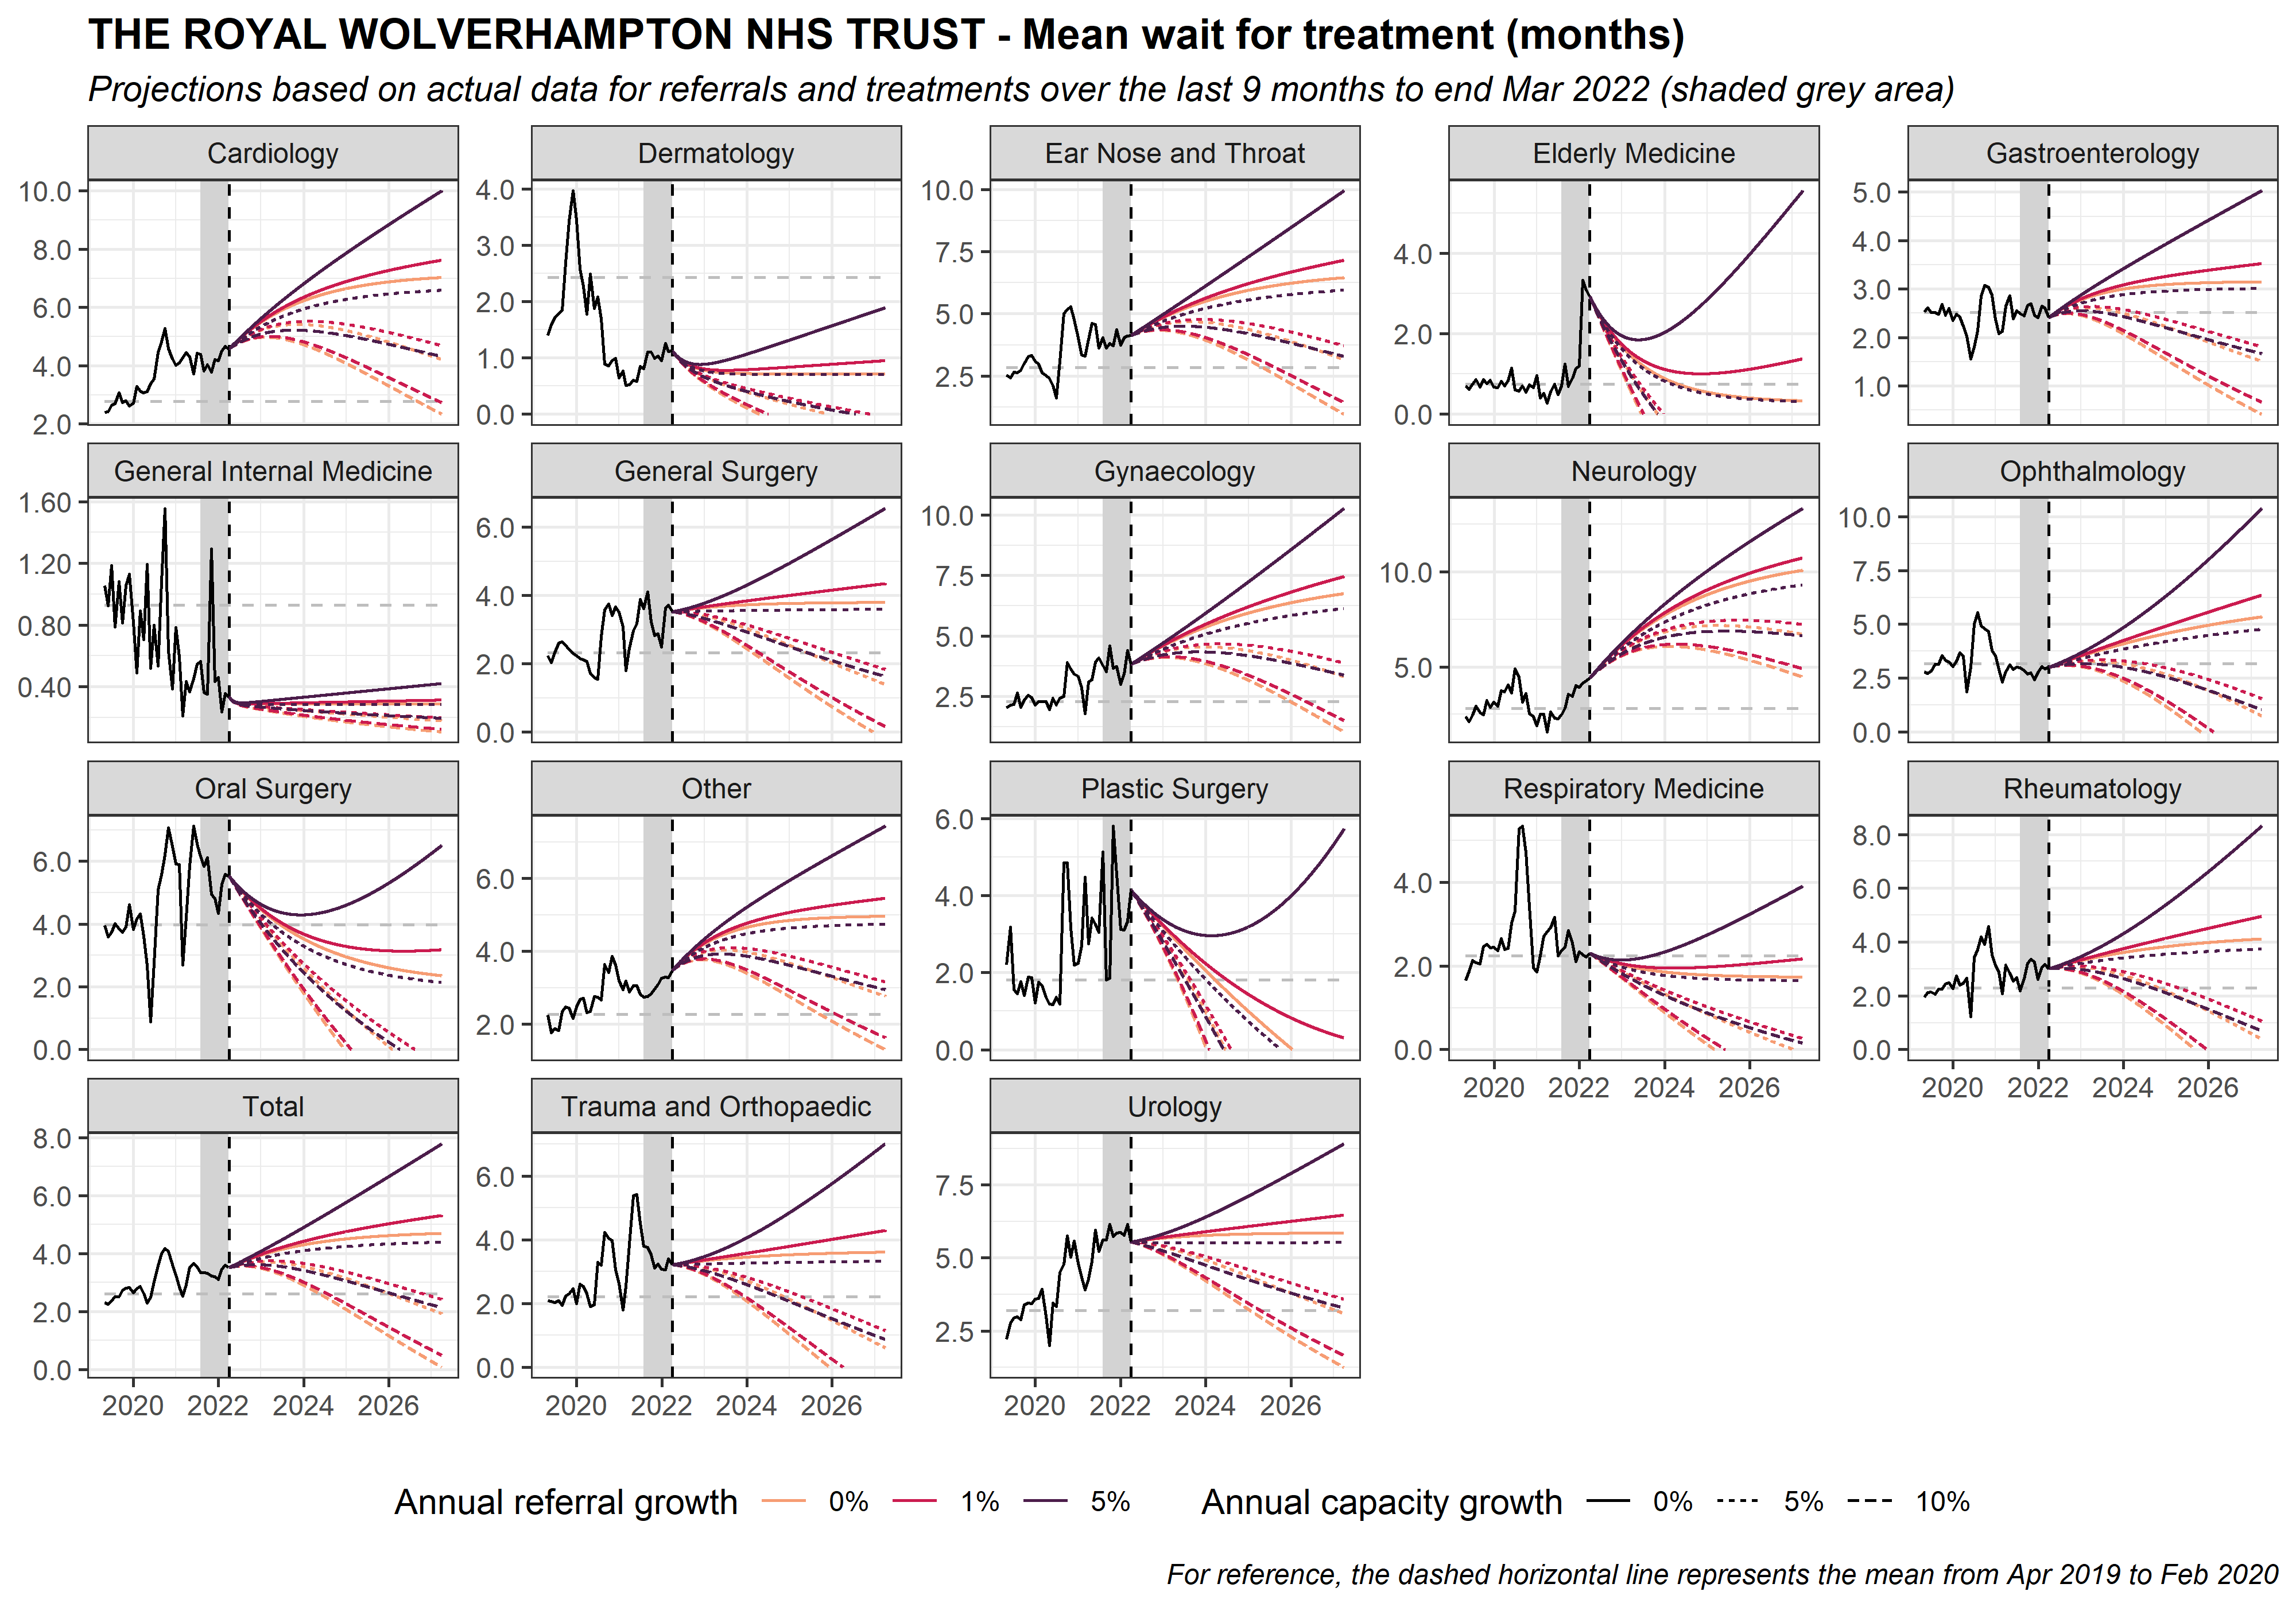 THE ROYAL WOLVERHAMPTON NHS TRUST - Mean wait for treatment (months)
Projections based on actual data for referrals and treatments over the last 9 months to end Mar 2022 (shaded grey area)
Cardiology
10.0
8.0
6.0
4.0
2.0
Dermatology
4.0
3.0
2.0
1.0
0.0
Ear Nose and Throat
10.0
7.5
5.0
2.5
Elderly Medicine
4.0
2.0
0.0
Gastroenterology
5.0
4.0
3.0
2.0
1.0
General Internal Medicine
1.60
1.20
0.80
0.40
General Surgery
6.0
4.0
2.0
0.0
Gynaecology
10.0
7.5
5.0
2.5
Neurology
10.0
5.0
Ophthalmology
10.0
7.5
5.0
2.5
0.0
Oral Surgery
6.0
4.0
2.0
0.0
Other
6.0
4.0
2.0
Plastic Surgery
6.0
4.0
2.0
0.0
Respiratory Medicine
4.0
2.0
0.0
2020 2022 2024 2026
Rheumatology
8.0
6.0
4.0
2.0
0.0
2020 2022 2024 2026
Total
8.0
6.0
4.0
2.0
0.0
2020 2022 2024 2026
Trauma and Orthopaedic
6.0
4.0
2.0
0.0
2020 2022 2024 2026
Urology
7.5
5.0
2.5
2020 2022 2024 2026
Annual referral growth 0% 1% 5% Annual capacity growth 0% 5% 10%
For reference, the dashed horizontal line represents the mean from Apr 2019 to Feb 2020